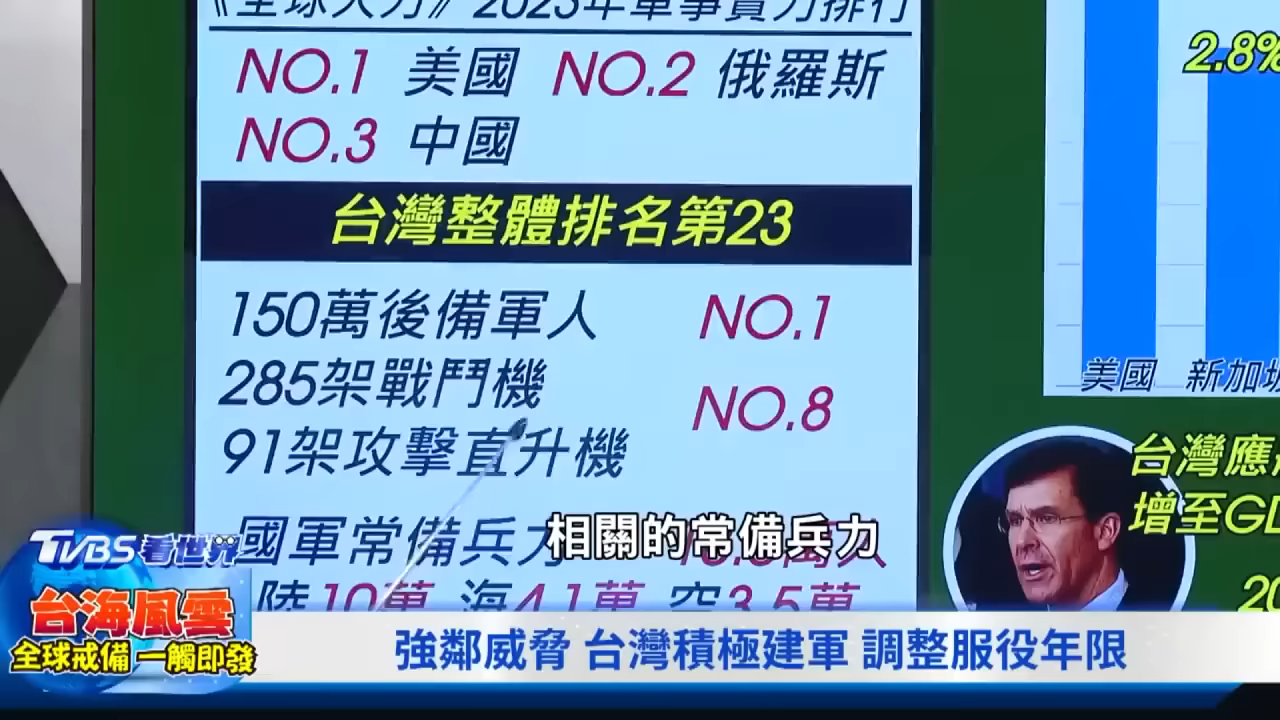 《全球火力》2023年軍事實力排行
NO.1 美國 NO.2 俄羅斯
NO.3 中國
台灣整體排名第23
150萬後備軍人 NO.1
285架戰鬥機
NO.8
91架攻擊直升機
國軍常備兵力
陸10萬 海4.1萬 空3.5萬
2.8%
美國 新加坡
台灣應
增至GD
20
相關的常備兵力
TVBS看世界
台海風雲
全球戒備 一觸即發
強鄰威脅 台灣積極建軍 調整服役年限